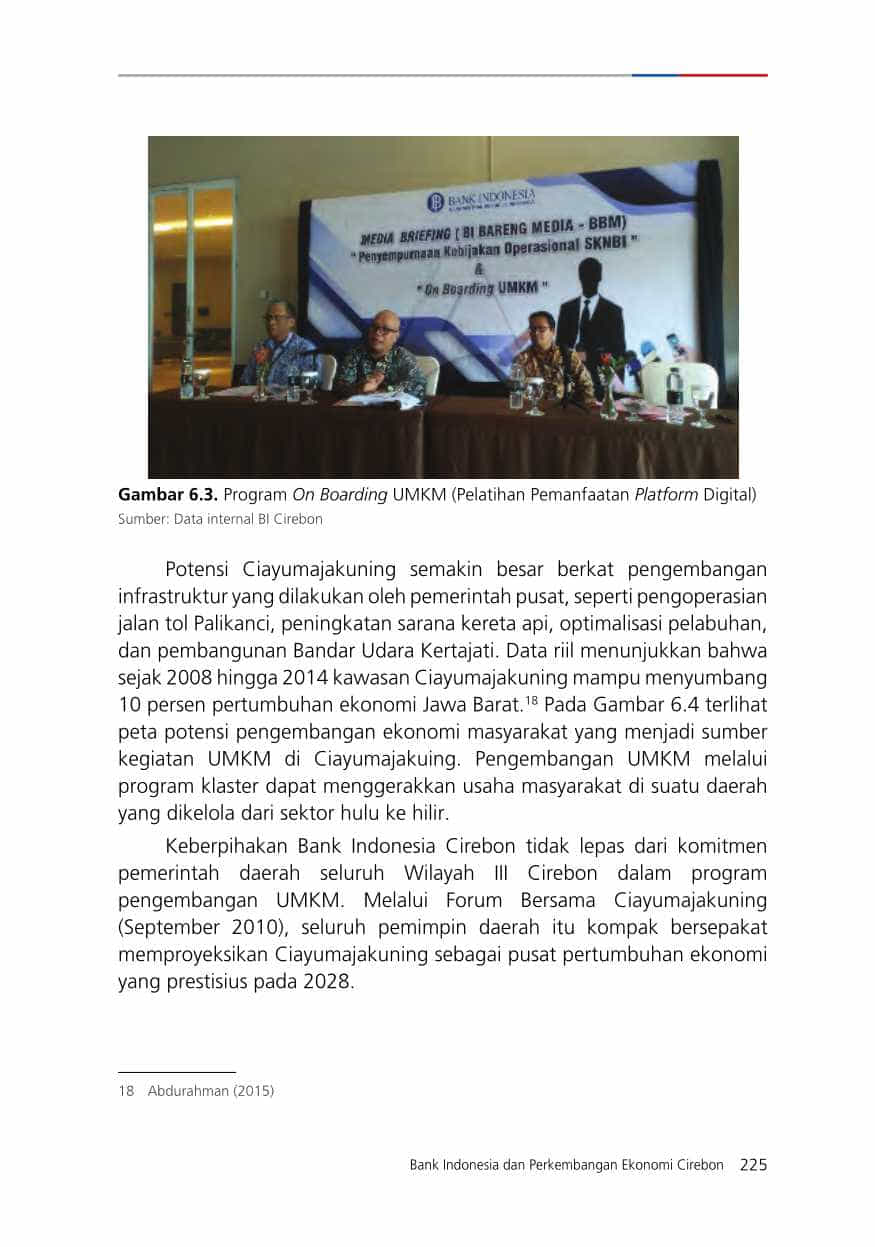 BANK INDONESIA
MEDIA BRIEFING ( BI BARENG MEDIA - BBM)
" Penyempurnaan Kebijakan Operasional SKNBI "
&
" On Boarding UMKM "
Gambar 6.3. Program On Boarding UMKM (Pelatihan Pemanfaatan Platform Digital)
Sumber: Data internal BI Cirebon
Potensi Ciayumajakuning semakin besar berkat pengembangan
infrastruktur yang dilakukan oleh pemerintah pusat, seperti pengoperasian
jalan tol Palikanci, peningkatan sarana kereta api, optimalisasi pelabuhan,
dan pembangunan Bandar Udara Kertajati. Data riil menunjukkan bahwa
sejak 2008 hingga 2014 kawasan Ciayumajakuning mampu menyumbang
10 persen pertumbuhan ekonomi Jawa Barat.18 Pada Gambar 6.4 terlihat
peta potensi pengembangan ekonomi masyarakat yang menjadi sumber
kegiatan UMKM di Ciayumajakuing. Pengembangan UMKM melalui
program klaster dapat menggerakkan usaha masyarakat di suatu daerah
yang dikelola dari sektor hulu ke hilir.
Keberpihakan Bank Indonesia Cirebon tidak lepas dari komitmen
pemerintah daerah seluruh Wilayah III Cirebon dalam program
pengembangan UMKM. Melalui Forum Bersama Ciayumajakuning
(September 2010), seluruh pemimpin daerah itu kompak bersepakat
memproyeksikan Ciayumajakuning sebagai pusat pertumbuhan ekonomi
yang prestisius pada 2028.
18 Abdurahman (2015)
Bank Indonesia dan Perkembangan Ekonomi Cirebon 225